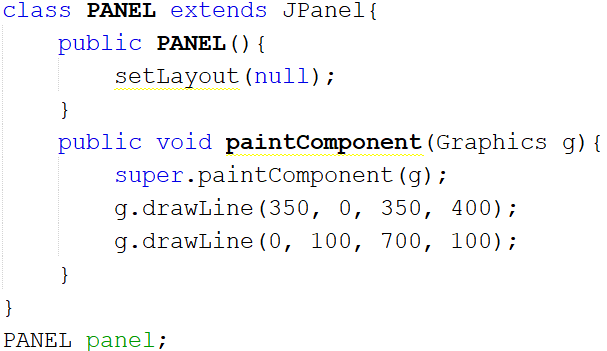 class PANEL extends JPanel{
    public PANEL(){
        setLayout(null);
    }
    public void paintComponent(Graphics g){
        super.paintComponent(g);
        g.drawLine(350, 0, 350, 400);
        g.drawLine(0, 100, 700, 100);
    }
}
PANEL panel;